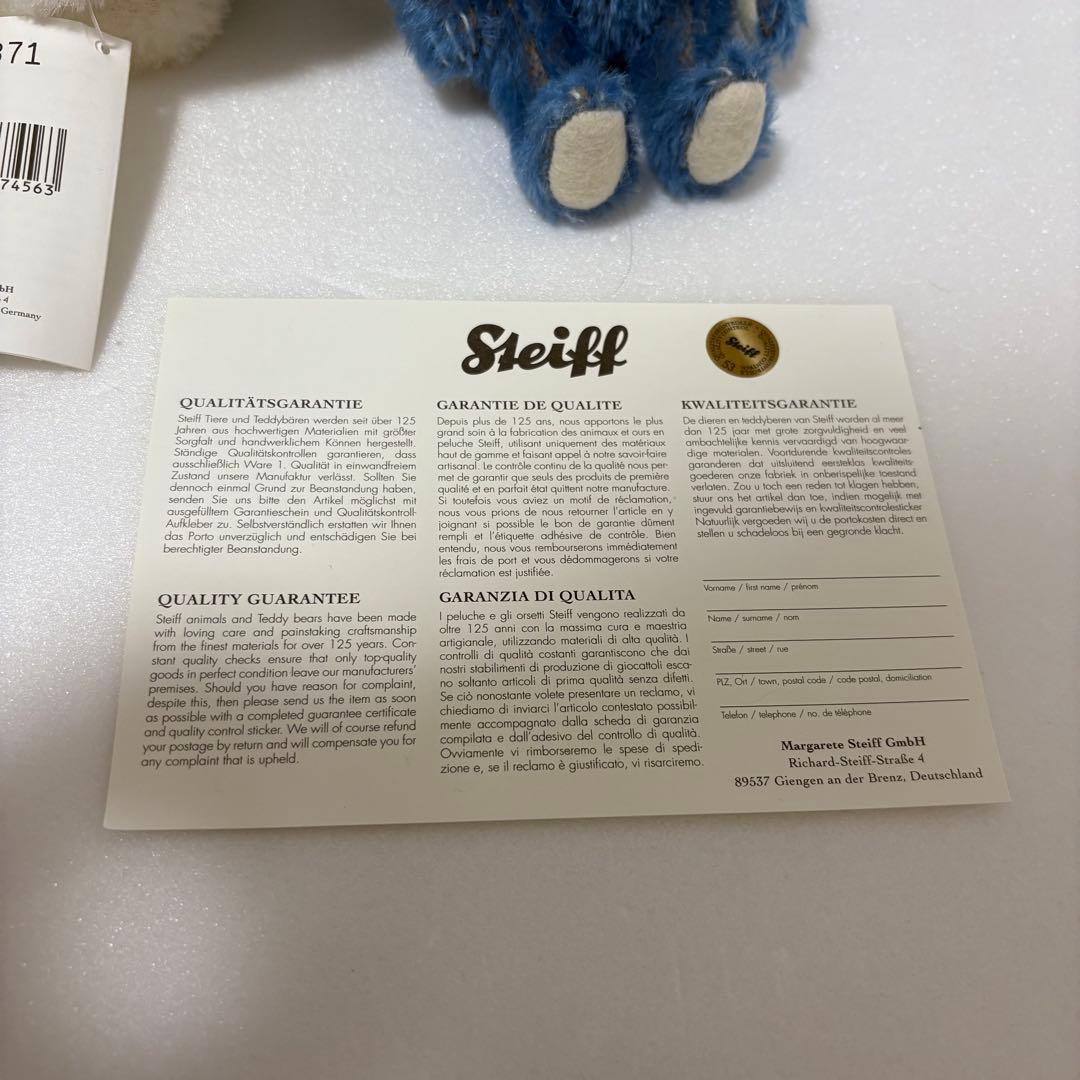 371
74563
4
Germany
Steiff
Steiff
53
QUALITÄTSGARANTIE
Steiff Tiere und Teddybären werden seit über 125
Jahren aus hochwertigen Materialien mit größter
Sorgfalt und handwerklichem Können hergestellt.
Ständige Qualitätskontrollen garantieren, dass
ausschließlich Ware 1. Qualität in einwandfreiem
Zustand unsere Manufaktur verlässt. Sollten Sie
dennoch einmal Grund zur Beanstandung haben,
senden Sie uns bitte den Artikel möglichst mit
ausgefülltem Garantieschein und Qualitätskontroll-
Aufkleber zu. Selbstverständlich erstatten wir Ihnen
das Porto unverzüglich und entschädigen Sie bei
berechtigter Beanstandung.
QUALITY GUARANTEE
Steiff animals and Teddy bears have been made
with loving care and painstaking craftsmanship
from the finest materials for over 125 years. Con-
stant quality checks ensure that only top-quality
goods in perfect condition leave our manufacturers'
premises. Should you have reason for complaint,
despite this, then please send us the item as soon
as possible with a completed guarantee certificate
and quality control sticker. We will of course refund
your postage by return and will compensate you for
any complaint that is upheld.
GARANTIE DE QUALITE
Depuis plus de 125 ans, nous apportons le plus
grand soin à la fabrication des animaux et ours en
peluche Steiff, utilisant uniquement des matériaux
haut de gamme et faisant appel à notre savoir-faire
artisanal. Le contrôle continu de la qualité nous per-
met de garantir que seuls des produits de première
qualité et en parfait état quittent notre manufacture.
Si toutefois vous aviez un motif de réclamation,
nous vous prions de nous retourner l'article en y
joignant si possible le bon de garantie dûment
rempli et l'étiquette adhésive de contrôle. Bien
entendu, nous vous rembourserons immédiatement
les frais de port et vous dédommagerons si votre
réclamation est justifiée.
GARANZIA DI QUALITA
I peluche e gli orsetti Steiff vengono realizzati da
oltre 125 anni con la massima cura e maestria
artigianale, utilizzando materiali di alta qualità. I
controlli di qualità costanti garantiscono che dai
nostri stabilimenti di produzione di giocattoli esca-
no soltanto articoli di prima qualità senza difetti.
Se ciò nonostante volete presentare un reclamo, vi
chiediamo di inviarci l'articolo contestato possibil-
mente accompagnato dalla scheda di garanzia
compilata e dall'adesivo del controllo di qualità.
Ovviamente vi rimborseremo le spese di spedi-
zione e, se il reclamo è giustificato, vi risarciremo.
KWALITEITSGARANTIE
De dieren en teddyberen van Steiff worden al meer
dan 125 jaar met grote zorgvuldigheid en veel
ambachtelijke kennis vervaardigd van hoogwaar-
dige materialen. Voortdurende kwaliteitscontroles
garanderen dat uitsluitend eersteklas kwaliteits-
goederen onze fabriek in onberispelijke toestand
verlaten. Zou u toch een reden tot klagen hebben,
stuur ons het artikel dan toe, indien mogelijk met
ingevuld garantiebewijs en kwaliteitscontrolesticker
Natuurlijk vergoeden wij u de portokosten direct en
stellen u schadeloos bij een gegronde klacht.
Vorname / first name / prénom
Name / surname / nom
Straße / street / rue
PLZ, Ort / town, postal code / code postal, domiciliation
Telefon / telephone / no. de téléphone
Margarete Steiff GmbH
Richard-Steiff-Straße 4
89537 Giengen an der Brenz, Deutschland